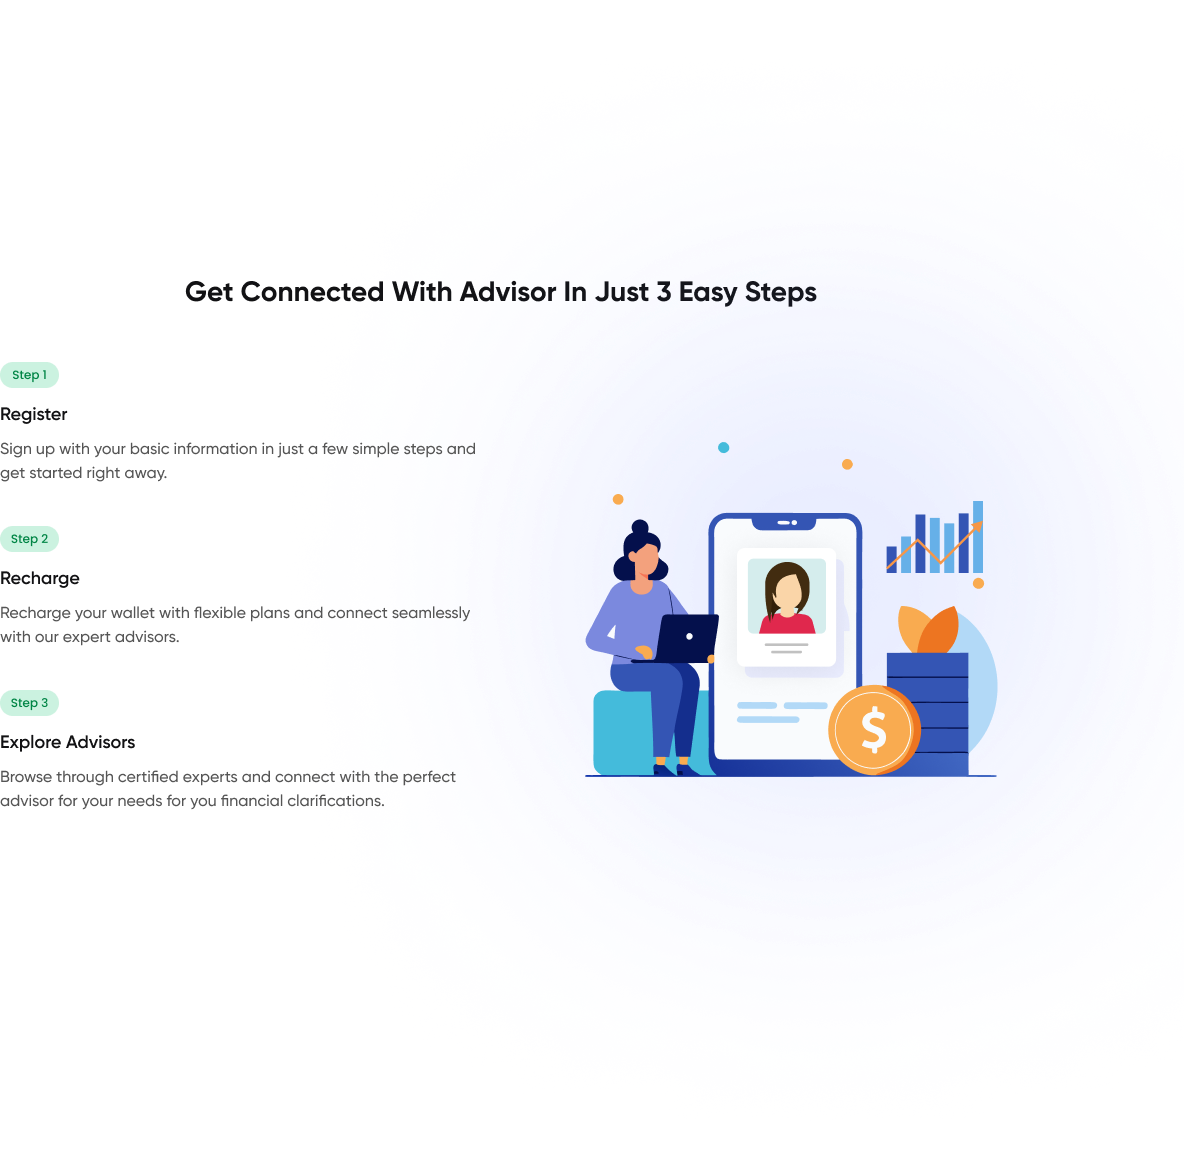 Get Connected With Advisor In Just 3 Easy Steps
Step 1
Register
Sign up with your basic information in just a few simple steps and
get started right away.
Step 2
Recharge
Recharge your wallet with flexible plans and connect seamlessly
with our expert advisors.
Step 3
Explore Advisors
Browse through certified experts and connect with the perfect
advisor for your needs for you financial clarifications.
$